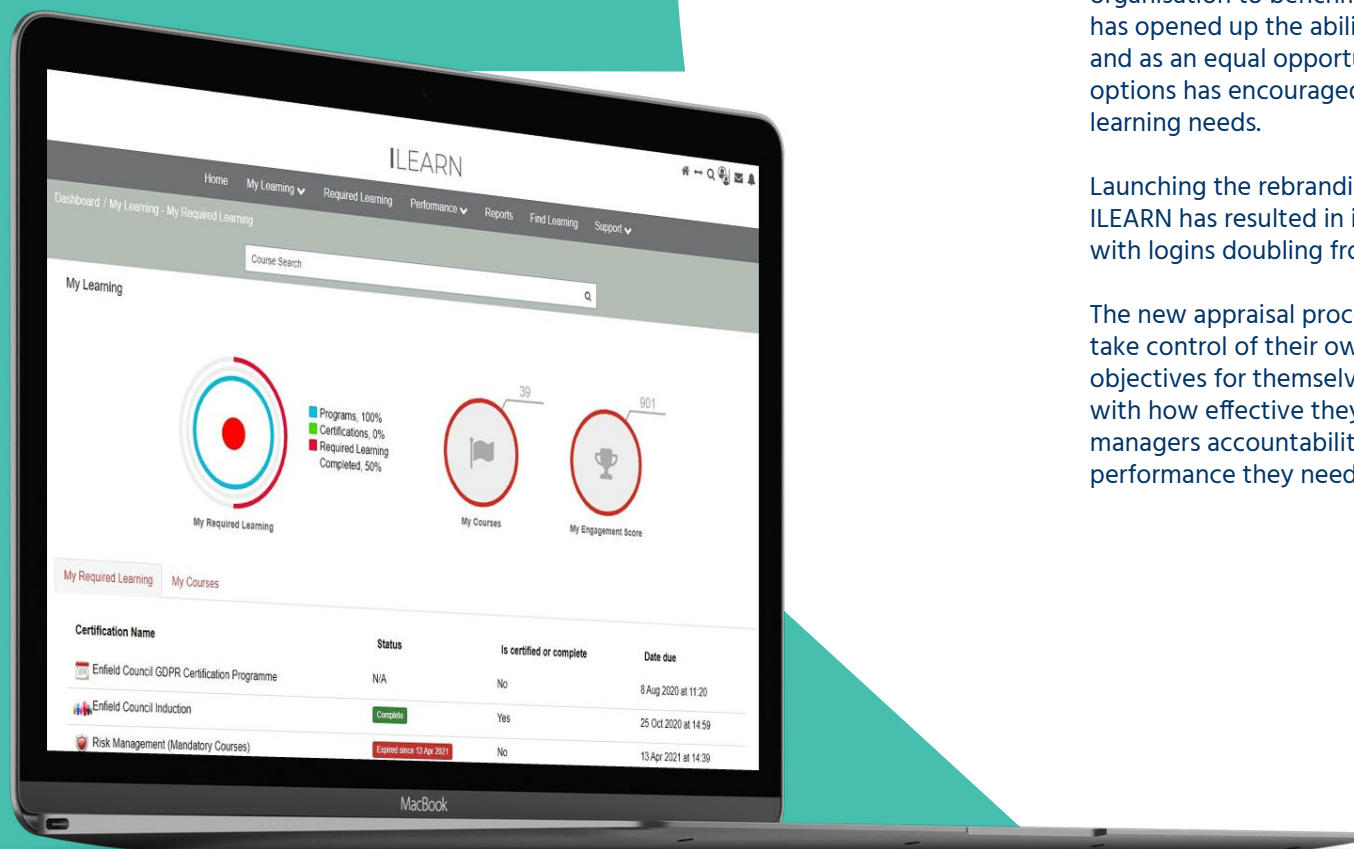 ILEARN
Home My Learning Required Learning Performance Reports Find Learning Support
Dashboard / My Learning - My Required Learning
Course Search
My Learning
Programs, 100%
Certifications, 0%
Required Learning
Completed, 50%
My Required Learning
39
My Courses
901
My Engagement Score
My Required Learning My Courses
Certification Name Status Is certified or complete Date due
Enfield Council GDPR Certification Programme N/A No 8 Aug 2020 at 11:20
Enfield Council Induction Complete Yes 25 Oct 2020 at 14:59
Risk Management (Mandatory Courses) Expired since 13 Apr 2021 No 13 Apr 2021 at 14:39
MacBook
has opened up the abili
and as an equal opport
options has encourage
learning needs.
Launching the rebrandi
ILEARN has resulted in i
with logins doubling fro
The new appraisal proc
take control of their ow
objectives for themselv
with how effective they
managers accountabilit
performance they need